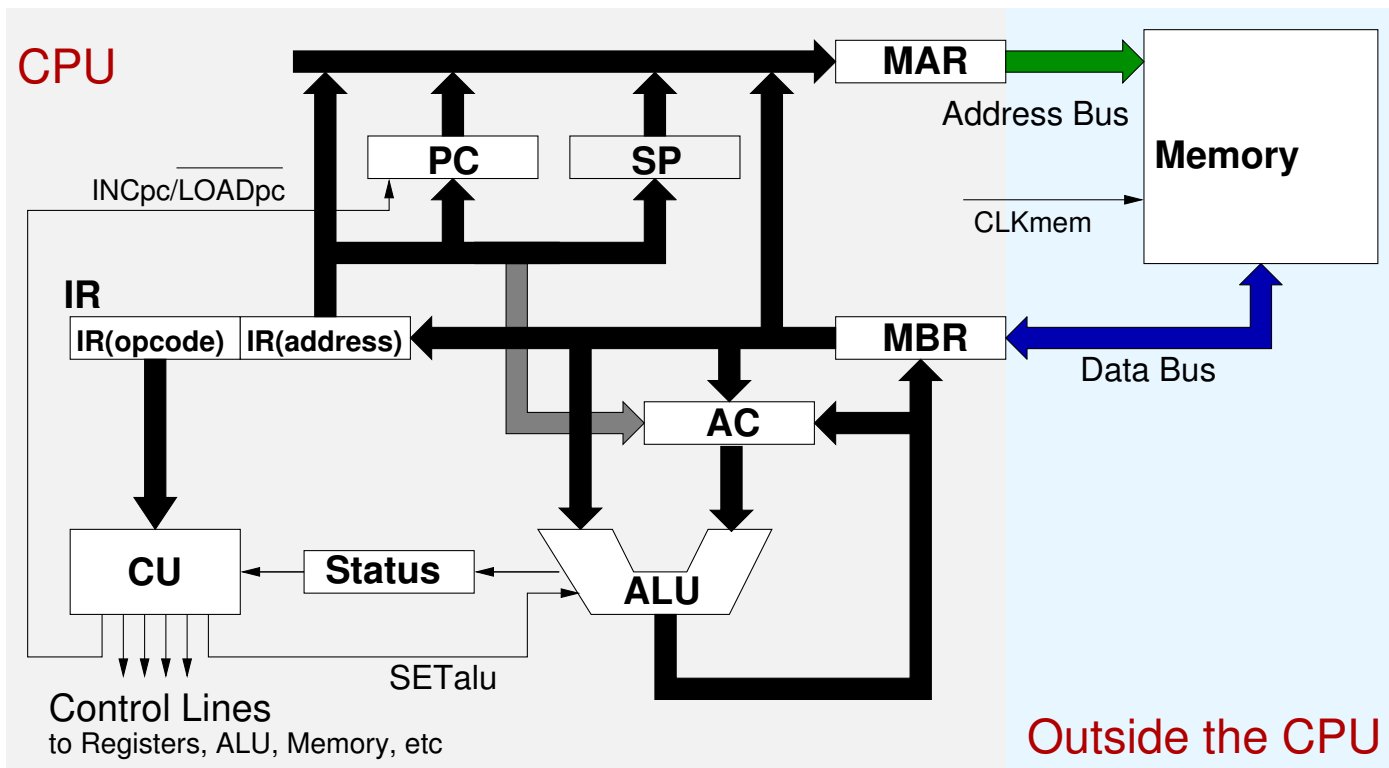 CPU
MAR
Address Bus
Memory
PC
SP
INCpc/LOADpc
CLKmem
IR
IR(opcode)
IR(address)
MBR
Data Bus
AC
CU
Status
ALU
SETalu
Control Lines
to Registers, ALU, Memory, etc
Outside the CPU